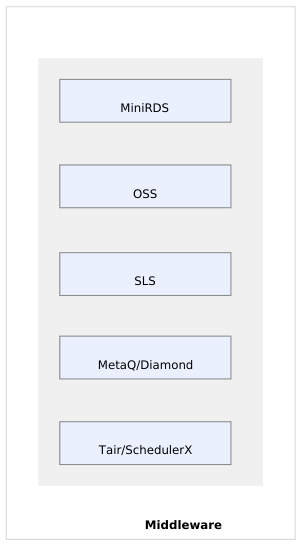 MiniRDS
OSS
SLS
MetaQ/Diamond
Tair/SchedulerX
Middleware